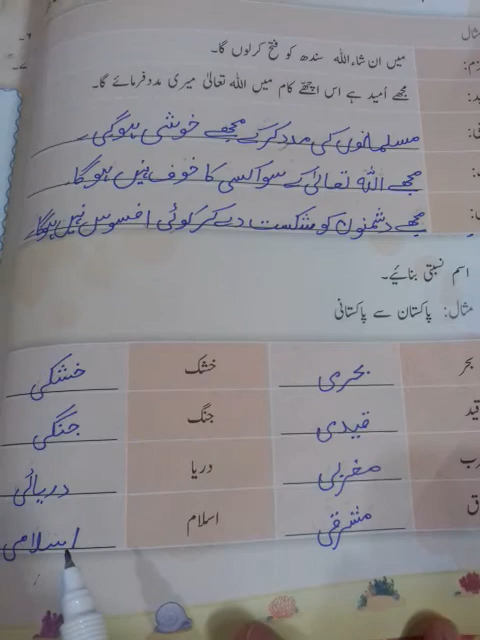 مثال
میں ان شاء اللہ سندھ کو فتح کرلوں گا۔
مجھے اُمید ہے اس اچھے کام میں اللہ تعالیٰ میری مدد فرمائے گا۔
مسلمانوں کی مدد کرکے مجھے خوشی ہوگی۔
مجھے اللہ تعالیٰ کے سوا کسی کا خوف نہیں ہوگا۔
مجھے دشمنوں کو شکست دے کر کوئی افسوس نہیں ہوگا۔
اسم نسبتی بنائیے۔
مثال: پاکستان سے پاکستانی
بحر بحری خشک خشکی
قید قیدی جنگ جنگی
مغربی دریا دریائی
مشرقی اسلام اسلامی